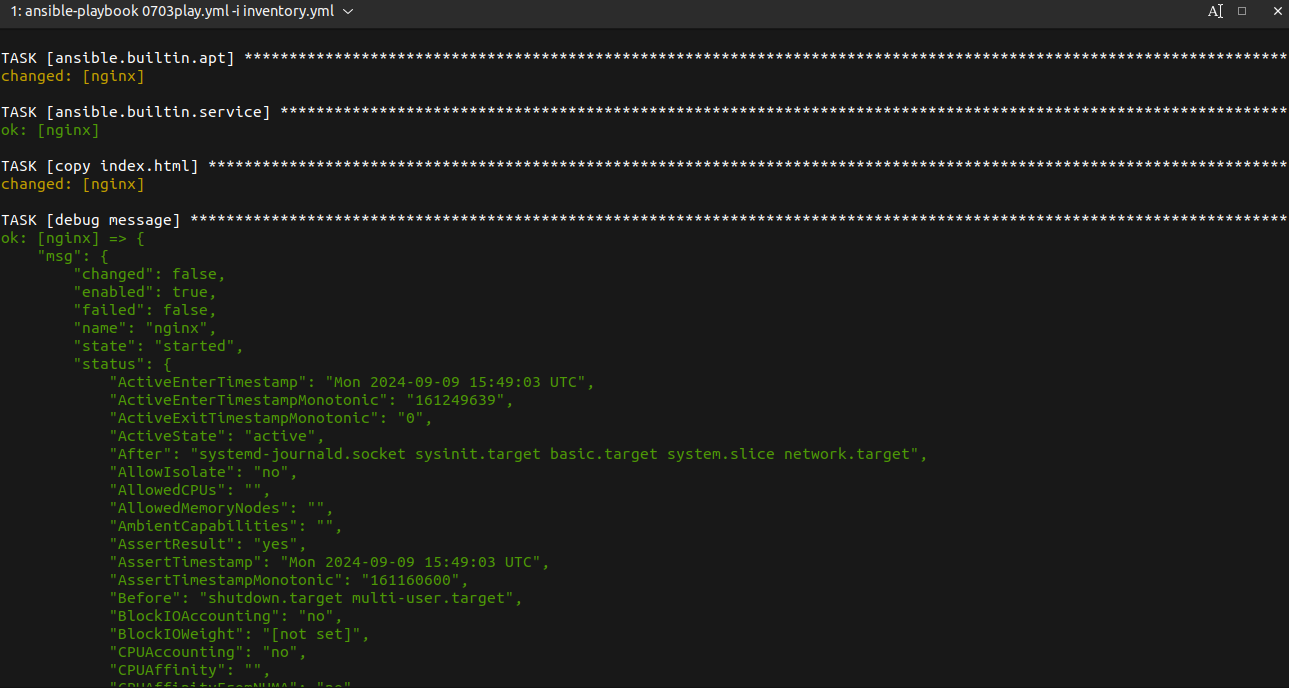 1: ansible-playbook 0703play.yml -i inventory.yml
TASK [ansible.builtin.apt] ********************************************************************************************************************
changed: [nginx]
TASK [ansible.builtin.service] ****************************************************************************************************************
ok: [nginx]
TASK [copy index.html] ************************************************************************************************************************
changed: [nginx]
TASK [debug message] **************************************************************************************************************************
ok: [nginx] => {
    "msg": {
        "changed": false,
        "enabled": true,
        "failed": false,
        "name": "nginx",
        "state": "started",
        "status": {
            "ActiveEnterTimestamp": "Mon 2024-09-09 15:49:03 UTC",
            "ActiveEnterTimestampMonotonic": "161249639",
            "ActiveExitTimestampMonotonic": "0",
            "ActiveState": "active",
            "After": "systemd-journald.socket sysinit.target basic.target system.slice network.target",
            "AllowIsolate": "no",
            "AllowedCPUs": "",
            "AllowedMemoryNodes": "",
            "AmbientCapabilities": "",
            "AssertResult": "yes",
            "AssertTimestamp": "Mon 2024-09-09 15:49:03 UTC",
            "AssertTimestampMonotonic": "161160600",
            "Before": "shutdown.target multi-user.target",
            "BlockIOAccounting": "no",
            "BlockIOWeight": "[not set]",
            "CPUAccounting": "no",
            "CPUAffinity": "",
            "CPUAffinityFromNUMA": "no"